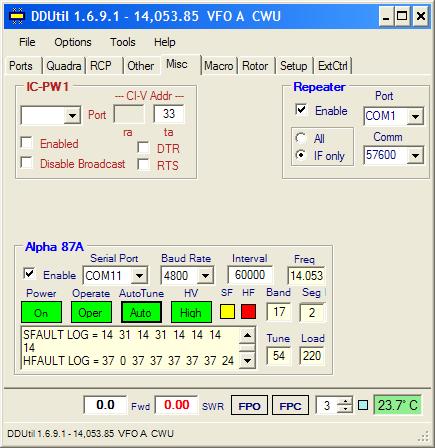 DDUtil 1.6.9.1 - 14,053.85 VFO A CWU
File Options Tools Help
Ports Quadra RCP Other Misc Macro Rotor Setup ExtCtrl
IC-PW1
--- CI-V Addr ---
Port 33
ra ta
Enabled DTR
Disable Broadcast RTS
Repeater
Enable Port
COM1
All Comm
IF only 57600
Alpha 87A
Serial Port Baud Rate Interval Freq
Enable COM11 4800 60000 14.053
Power Operate AutoTune HV SF HF Band Seg
On Oper Auto High 17 2
SFAULT LOG = 14 31 14 31 14 14 14
14
HFAULT LOG = 37 0 37 37 37 37 37 24
Tune Load
54 220
0.0 Fwd 0.00 SWR FPO FPC 3 23.7° C
DDUtil 1.6.9.1 - 14,053.85 VFO A CWU